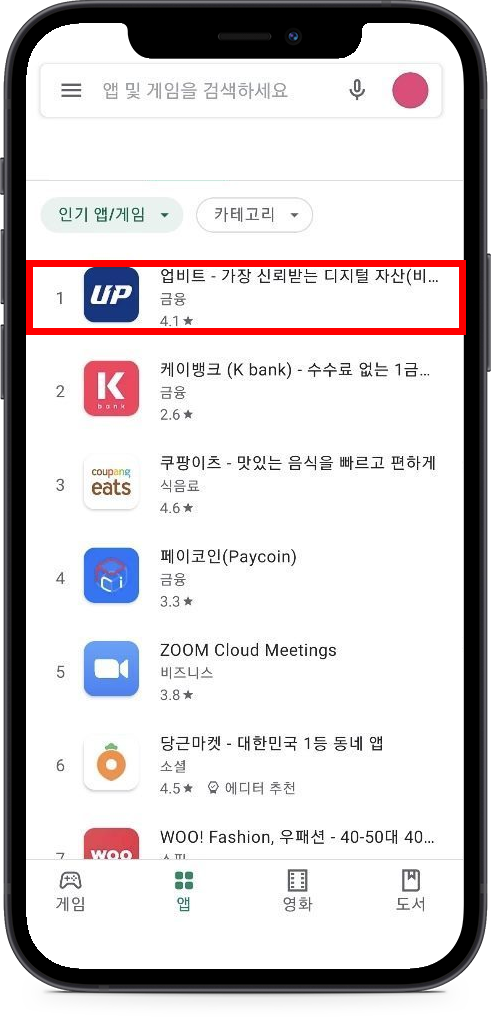 앱 및 게임을 검색하세요
인기 앱/게임
카테고리
1
UP
업비트 - 가장 신뢰받는 디지털 자산(비...
금융
4.1★
2
K
bank
케이뱅크 (K bank) - 수수료 없는 1금...
금융
2.6★
3
coupang
eats
쿠팡이츠 - 맛있는 음식을 빠르고 편하게
식음료
4.6★
4
페이코인(Paycoin)
금융
3.3★
5
ZOOM Cloud Meetings
비즈니스
3.8★
6
당근마켓 - 대한민국 1등 동네 앱
소셜
4.5★ 에디터 추천
7
WOO
WOO! Fashion, 우패션 - 40-50대 40...
쇼핑
게임
앱
영화
도서